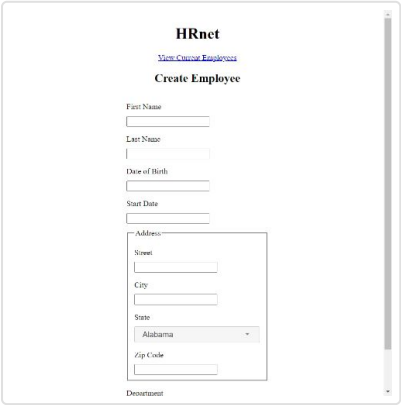 HRnet
View Current Employees
Create Employee
First Name
Last Name
Date of Birth
Start Date
Address
Street
City
State
Alabama
Zip Code
Department